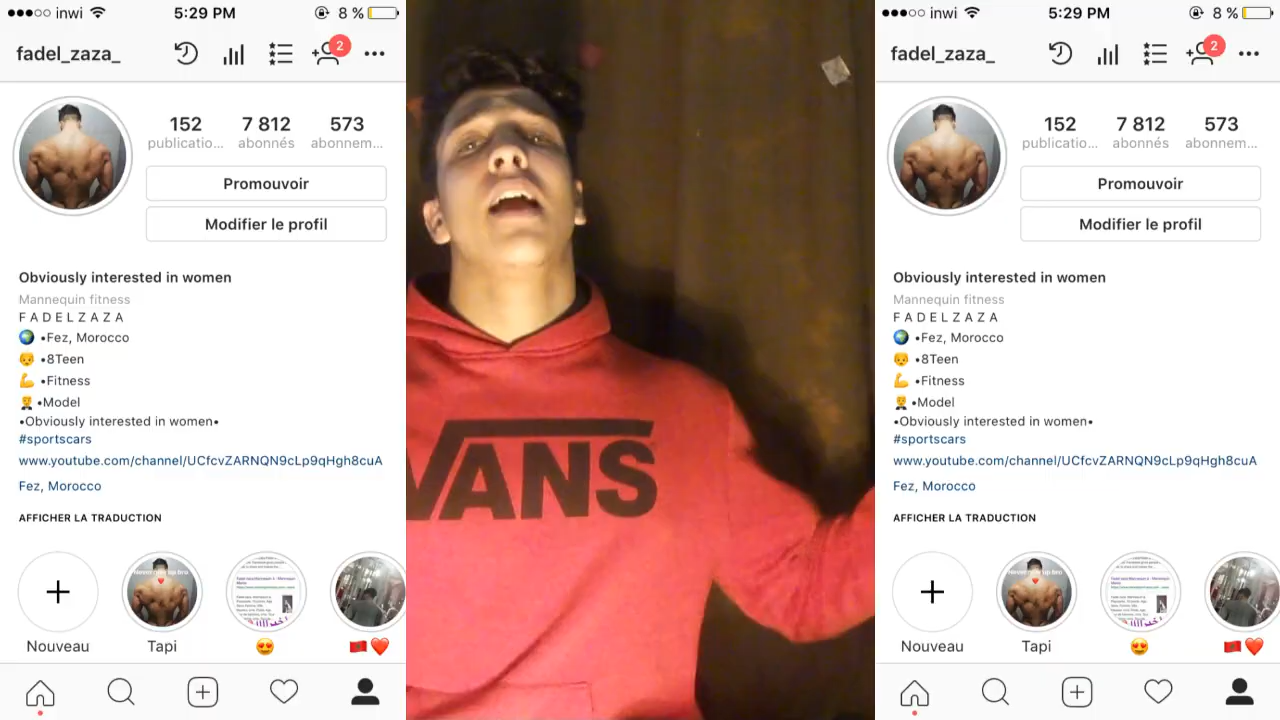 ●●●○○ inwi 5:29 PM 8 %
fadel_zaza_ 2
152 7 812 573
publicatio... abonnés abonnem...
Promouvoir
Modifier le profil
Obviously interested in women
Mannequin fitness
F A D E L Z A Z A
🌍 •Fez, Morocco
😞 •8Teen
💪 •Fitness
🤵 •Model
•Obviously interested in women•
#sportscars
www.youtube.com/channel/UCfcvZARNQN9cLp9qHgh8cuA
Fez, Morocco
AFFICHER LA TRADUCTION
Nouveau Tapi 😍 🇲🇦❤️
VANS
●●●○○ inwi 5:29 PM 8 %
fadel_zaza_ 2
152 7 812 573
publicatio... abonnés abonnem...
Promouvoir
Modifier le profil
Obviously interested in women
Mannequin fitness
F A D E L Z A Z A
🌍 •Fez, Morocco
😞 •8Teen
💪 •Fitness
🤵 •Model
•Obviously interested in women•
#sportscars
www.youtube.com/channel/UCfcvZARNQN9cLp9qHgh8cuA
Fez, Morocco
AFFICHER LA TRADUCTION
Nouveau Tapi 😍 🇲🇦❤️